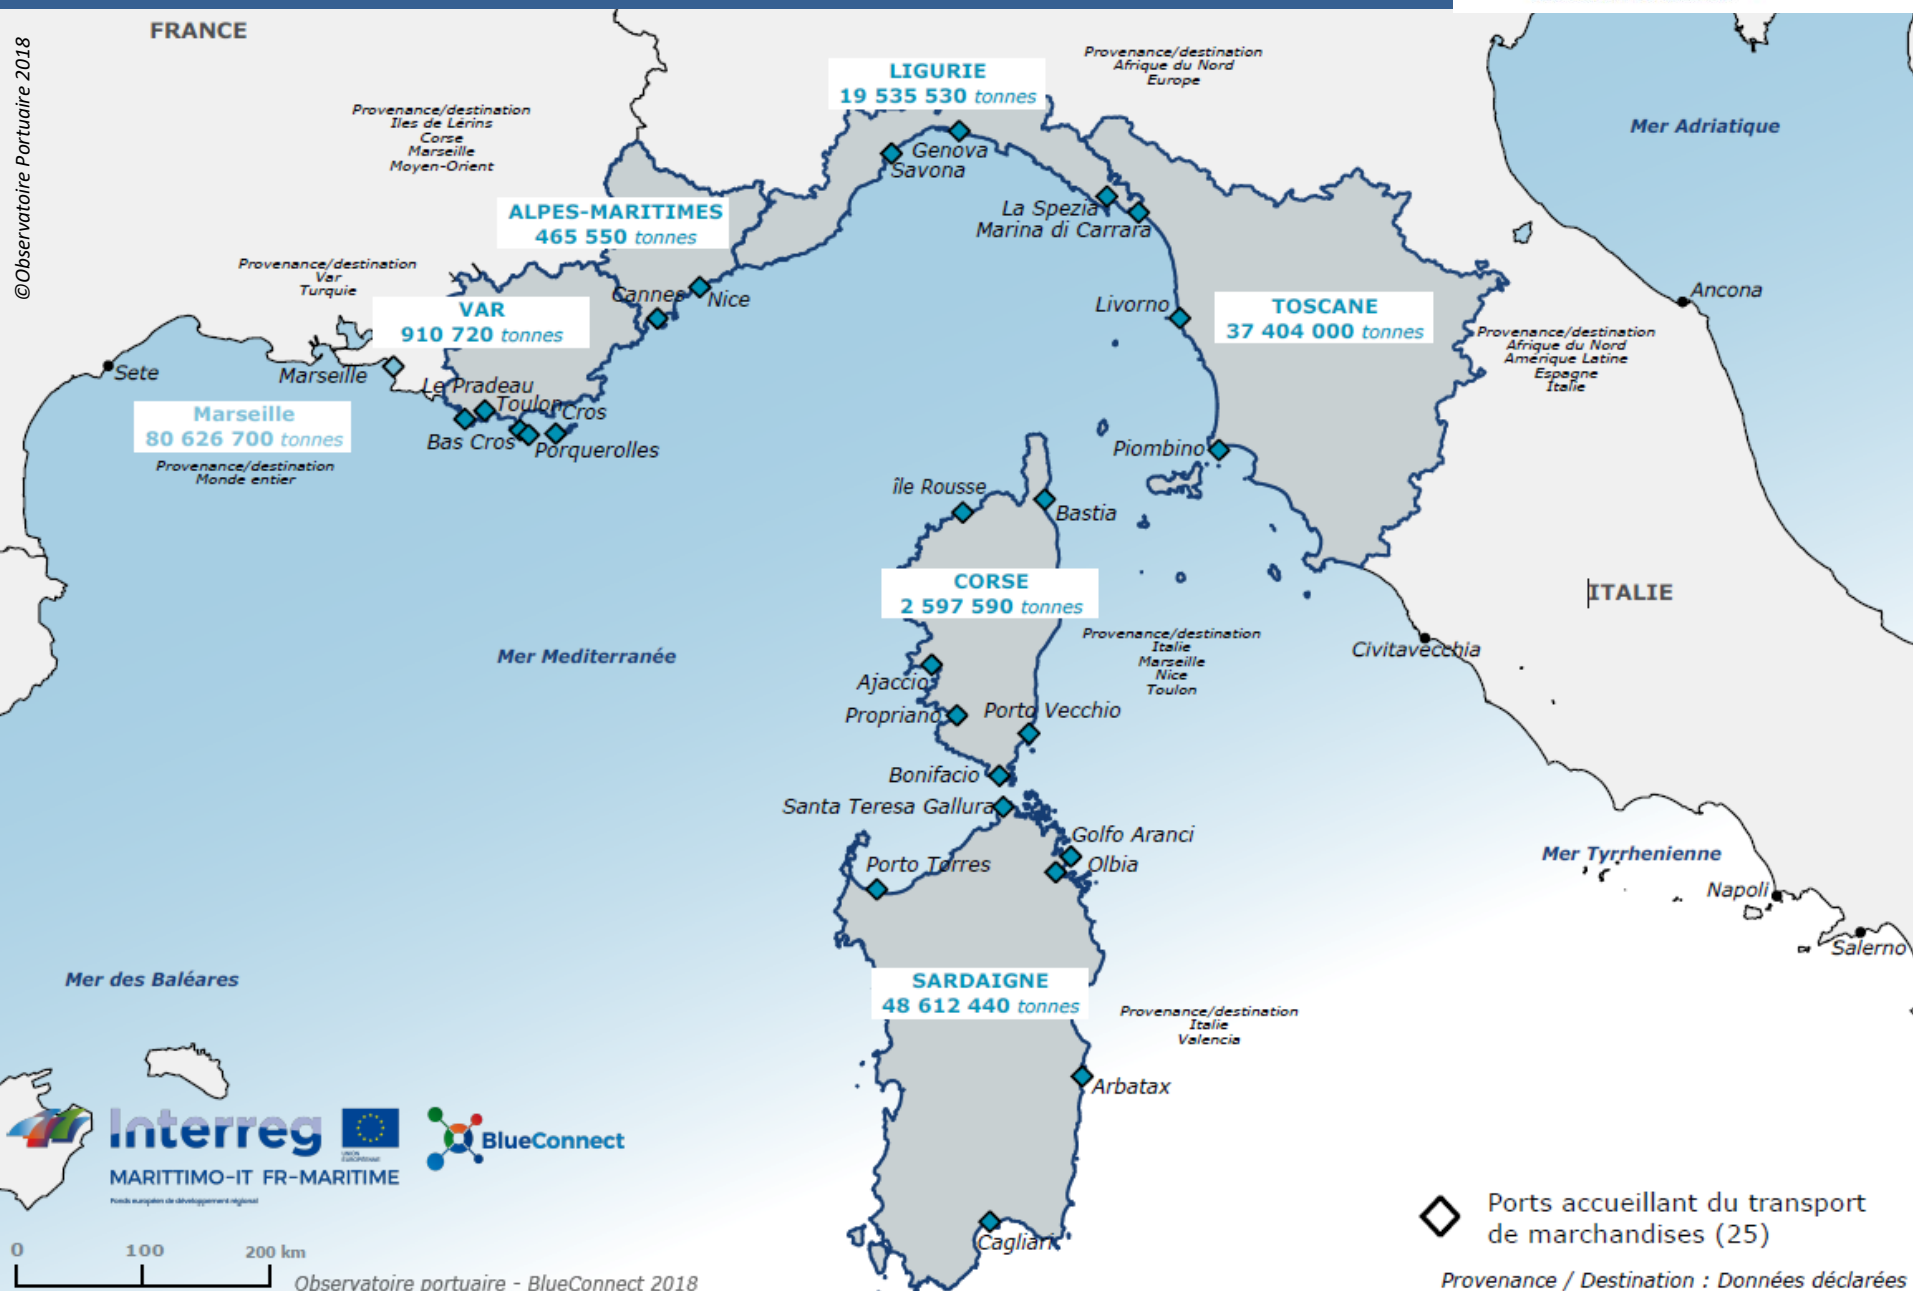 ©Observatoire Portuaire 2018
FRANCE
Provenance/destination
Iles de Lérins
Corse
Marseille
Moyen-Orient
LIGURIE
19 535 530 tonnes
Provenance/destination
Afrique du Nord
Europe
Mer Adriatique
Genova
Savona
ALPES-MARITIMES
465 550 tonnes
La Spezia
Marina di Carrara
Provenance/destination
Var
Turquie
VAR
910 720 tonnes
Cannes
Nice
Livorno
TOSCANE
37 404 000 tonnes
Ancona
Provenance/destination
Afrique du Nord
Amérique Latine
Espagne
Italie
Sete
Marseille
Marseille
80 626 700 tonnes
Provenance/destination
Monde entier
Le Pradeau
Toulon
Cros
Bas Cros
Porquerolles
Piombino
île Rousse
Bastia
CORSE
2 597 590 tonnes
ITALIE
Provenance/destination
Italie
Marseille
Nice
Toulon
Civitavecchia
Mer Mediterranée
Ajaccio
Propriano
Porto Vecchio
Bonifacio
Santa Teresa Gallura
Golfo Aranci
Olbia
Porto Torres
Mer Tyrrhenienne
Napoli
Salerno
Mer des Baléares
SARDAIGNE
48 612 440 tonnes
Provenance/destination
Italie
Valencia
Arbatax
Cagliari
Interreg
UNION EUROPÉENNE
MARITTIMO-IT FR-MARITIME
Fonds européen de développement régional
BlueConnect
0 100 200 km
Observatoire portuaire - BlueConnect 2018
Ports accueillant du transport
de marchandises (25)
Provenance / Destination : Données déclarées